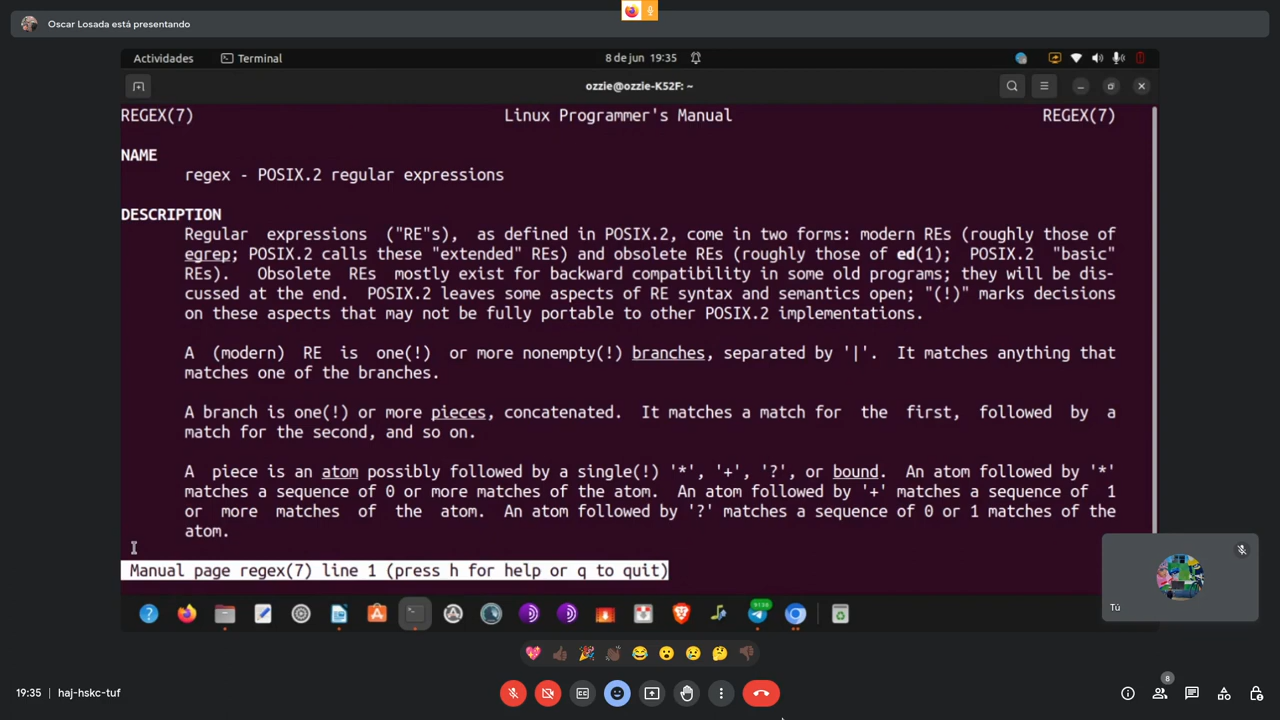 Oscar Losada está presentando
Actividades Terminal 8 de jun 19:35
ozzie@ozzie-K52F: ~
REGEX(7) Linux Programmer's Manual REGEX(7)
NAME
regex - POSIX.2 regular expressions
DESCRIPTION
Regular expressions ("RE"s), as defined in POSIX.2, come in two forms: modern REs (roughly those of
egrep; POSIX.2 calls these "extended" REs) and obsolete REs (roughly those of ed(1); POSIX.2 "basic"
REs). Obsolete REs mostly exist for backward compatibility in some old programs; they will be dis-
cussed at the end. POSIX.2 leaves some aspects of RE syntax and semantics open; "(!)" marks decisions
on these aspects that may not be fully portable to other POSIX.2 implementations.
A (modern) RE is one(!) or more nonempty(!) branches, separated by '|'. It matches anything that
matches one of the branches.
A branch is one(!) or more pieces, concatenated. It matches a match for the first, followed by a
match for the second, and so on.
A piece is an atom possibly followed by a single(!) '*', '+', '?', or bound. An atom followed by '*'
matches a sequence of 0 or more matches of the atom. An atom followed by '+' matches a sequence of 1
or more matches of the atom. An atom followed by '?' matches a sequence of 0 or 1 matches of the
atom.
Manual page regex(7) line 1 (press h for help or q to quit)
Tú
19:35 haj-hskc-tuf
8